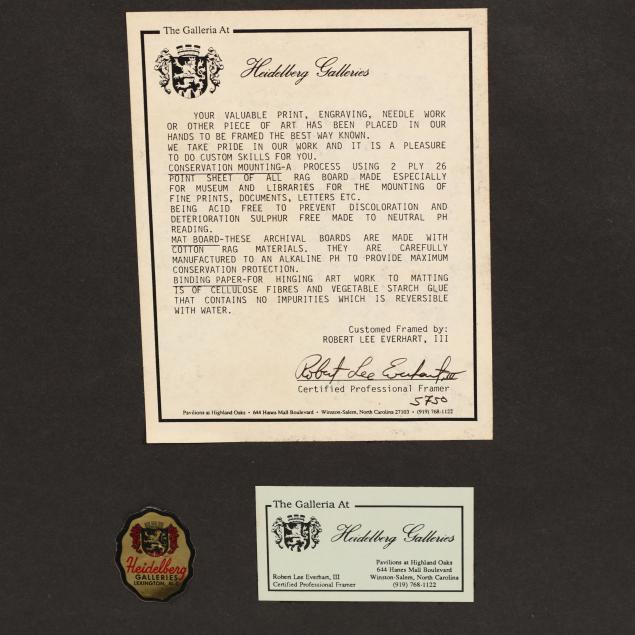 The Galleria At
Heidelberg Galleries
YOUR VALUABLE PRINT, ENGRAVING, NEEDLE WORK
OR OTHER PIECE OF ART HAS BEEN PLACED IN OUR
HANDS TO BE FRAMED THE BEST WAY KNOWN.
WE TAKE PRIDE IN OUR WORK AND IT IS A PLEASURE
TO DO CUSTOM SKILLS FOR YOU.
CONSERVATION MOUNTING-A PROCESS USING 2 PLY 26
POINT SHEET OF ALL RAG BOARD MADE ESPECIALLY
FOR MUSEUM AND LIBRARIES FOR THE MOUNTING OF
FINE PRINTS, DOCUMENTS, LETTERS ETC.
BEING ACID FREE TO PREVENT DISCOLORATION AND
DETERIORATION SULPHUR FREE MADE TO NEUTRAL PH
READING.
MAT BOARD-THESE ARCHIVAL BOARDS ARE MADE WITH
COTTON RAG MATERIALS. THEY ARE CAREFULLY
MANUFACTURED TO AN ALKALINE PH TO PROVIDE MAXIMUM
CONSERVATION PROTECTION.
BINDING PAPER-FOR HINGING ART WORK TO MATTING
IS OF CELLULOSE FIBRES AND VEGETABLE STARCH GLUE
THAT CONTAINS NO IMPURITIES WHICH IS REVERSIBLE
WITH WATER.
Customed Framed by:
ROBERT LEE EVERHART, III
Robert Lee Everhart, III
Certified Professional Framer
5750
Pavilions at Highland Oaks • 644 Hanes Mall Boulevard • Winston-Salem, North Carolina 27103 • (919) 768-1122
Heidelberg
GALLERIES
LEXINGTON, N.C.
The Galleria At
Heidelberg Galleries
Pavilions at Highland Oaks
644 Hanes Mall Boulevard
Robert Lee Everhart, III Winston-Salem, North Carolina
Certified Professional Framer (919) 768-1122